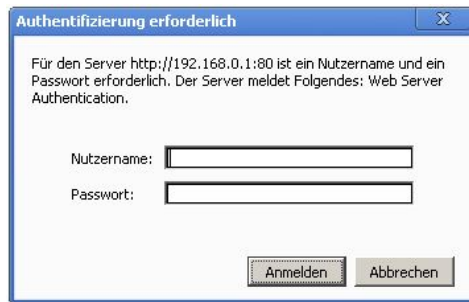 Authentifizierung erforderlich
X
Für den Server http://192.168.0.1:80 ist ein Nutzername und ein
Passwort erforderlich. Der Server meldet Folgendes: Web Server
Authentication.
Nutzername:
Passwort:
Anmelden Abbrechen